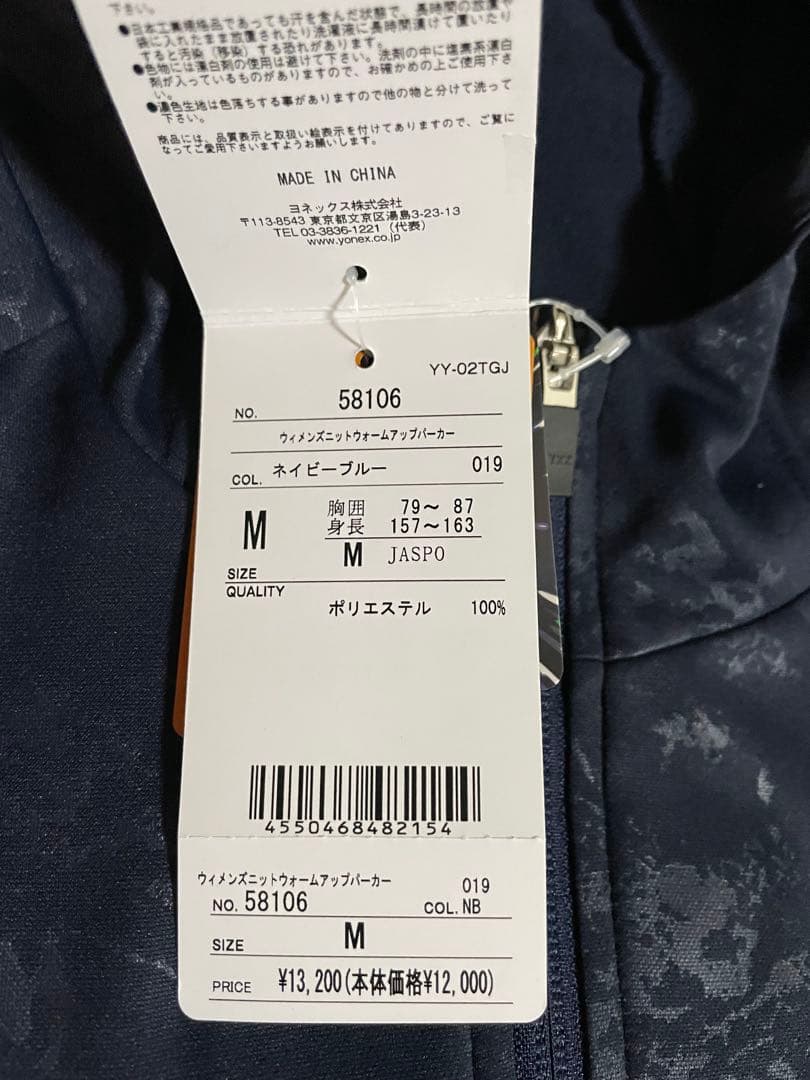 下さい。
●日本工業規格品であっても汗を含んだ状態で、長時間の放置や
袋に入れたまま放置されたり洗濯液に長時間漬けて置いたり
すると汚染（移染）する恐れがあります。
●色物には漂白剤の使用は避けて下さい。洗剤の中に塩素系漂白
剤が入っているものがありますので、お確かめの上ご使用下さ
い。
●濃色生地は色落ちする事がありますので他の物と分けて洗って
下さい。
商品には、品質表示と取扱い絵表示を付けてありますので、ご覧に
なってご愛用下さいますようお願いします。
MADE IN CHINA
ヨネックス株式会社
〒113-8543 東京都文京区湯島3-23-13
TEL 03-3836-1221（代表）
www.yonex.co.jp
YY-02TGJ
NO. 58106
ウィメンズニットウォームアップパーカー
COL. ネイビーブルー 019
M 胸囲 79〜 87
身長 157〜163
M JASPO
SIZE
QUALITY
ポリエステル 100%
4550468482154
ウィメンズニットウォームアップパーカー 019
NO. 58106 COL. NB
SIZE M
PRICE ¥13,200(本体価格¥12,000)